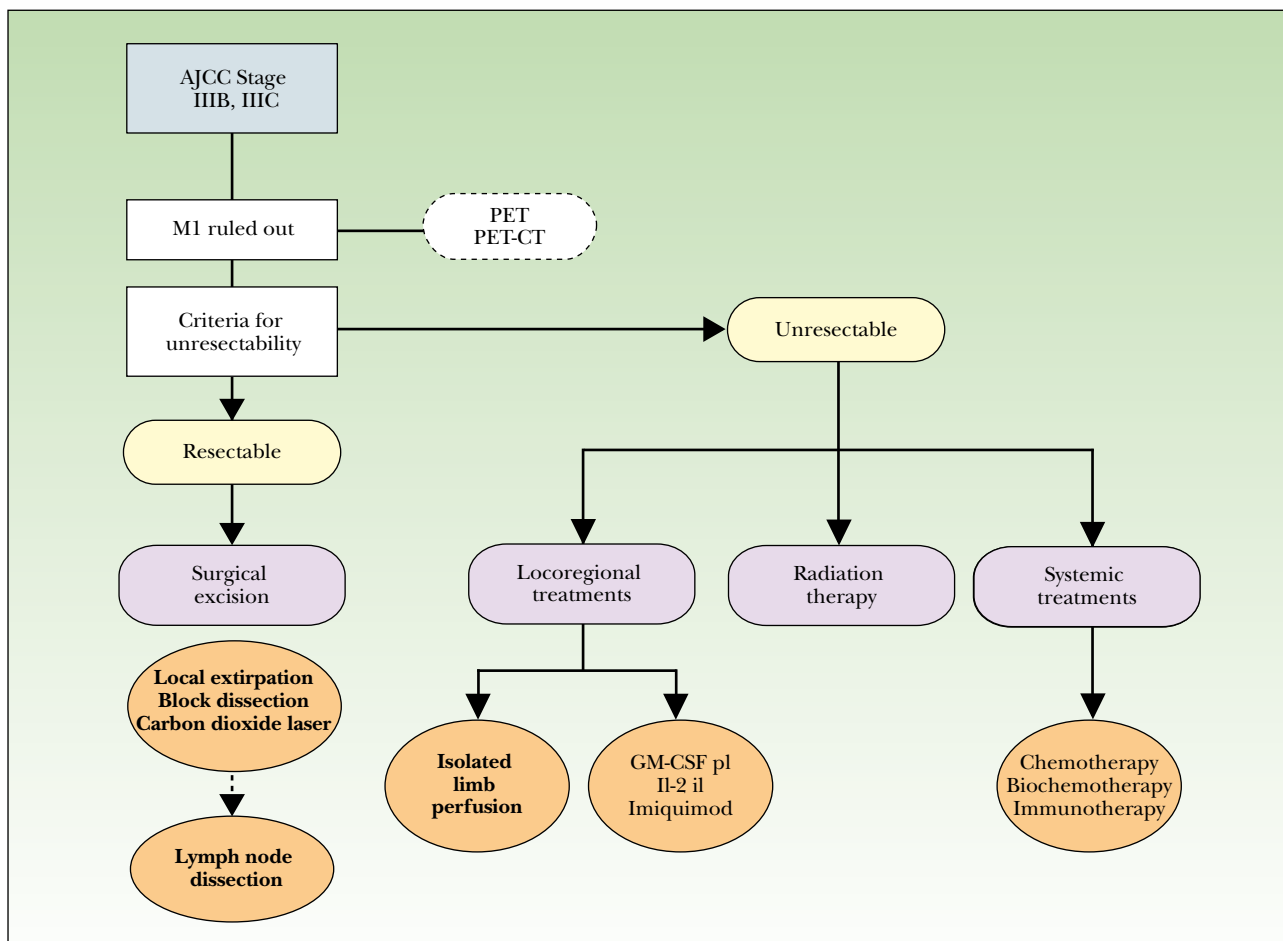 AJCC Stage
IIIB, IIIC
M1 ruled out
PET
PET-CT
Criteria for
unresectability
Unresectable
Resectable
Surgical
excision
Locoregional
treatments
Radiation
therapy
Systemic
treatments
Local extirpation
Block dissection
Carbon dioxide laser
Isolated
limb
perfusion
GM-CSF pl
Il-2 il
Imiquimod
Chemotherapy
Biochemotherapy
Immunotherapy
Lymph node
dissection